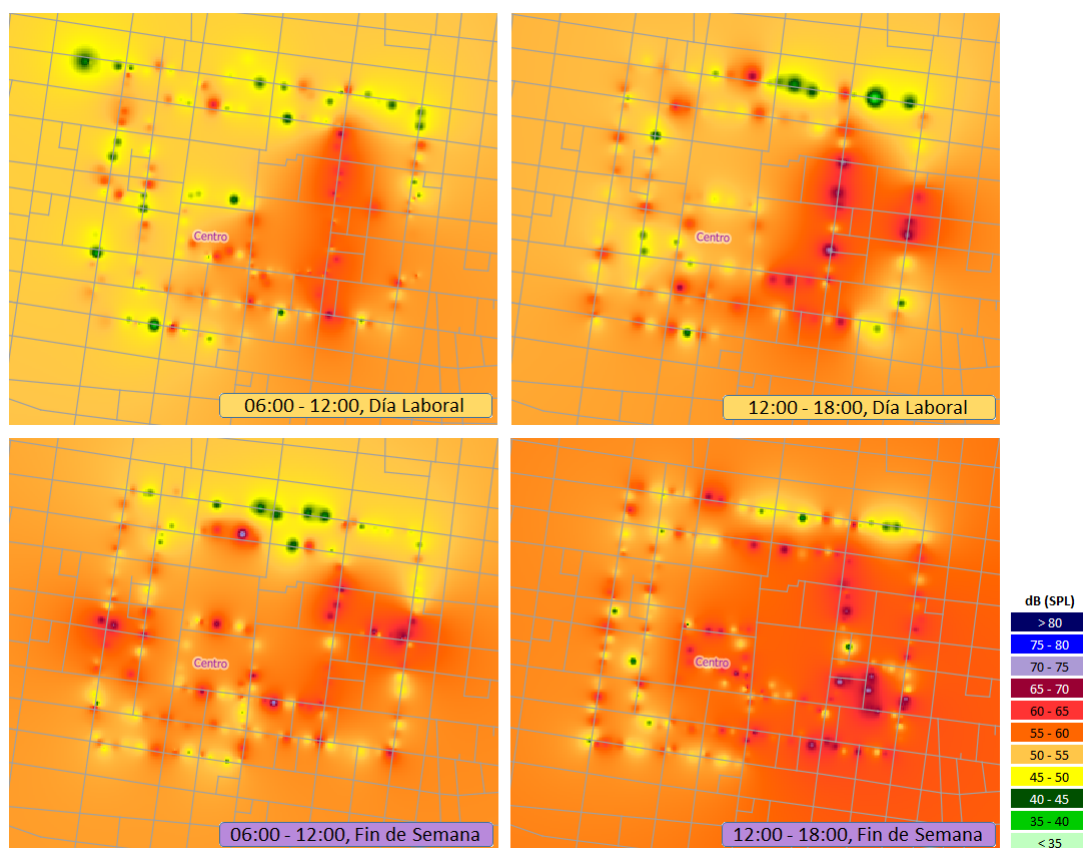 Centro
06:00 - 12:00, Día Laboral
Centro
12:00 - 18:00, Día Laboral
Centro
06:00 - 12:00, Fin de Semana
Centro
12:00 - 18:00, Fin de Semana
dB (SPL)
> 80
75 - 80
70 - 75
65 - 70
60 - 65
55 - 60
50 - 55
45 - 50
40 - 45
35 - 40
< 35